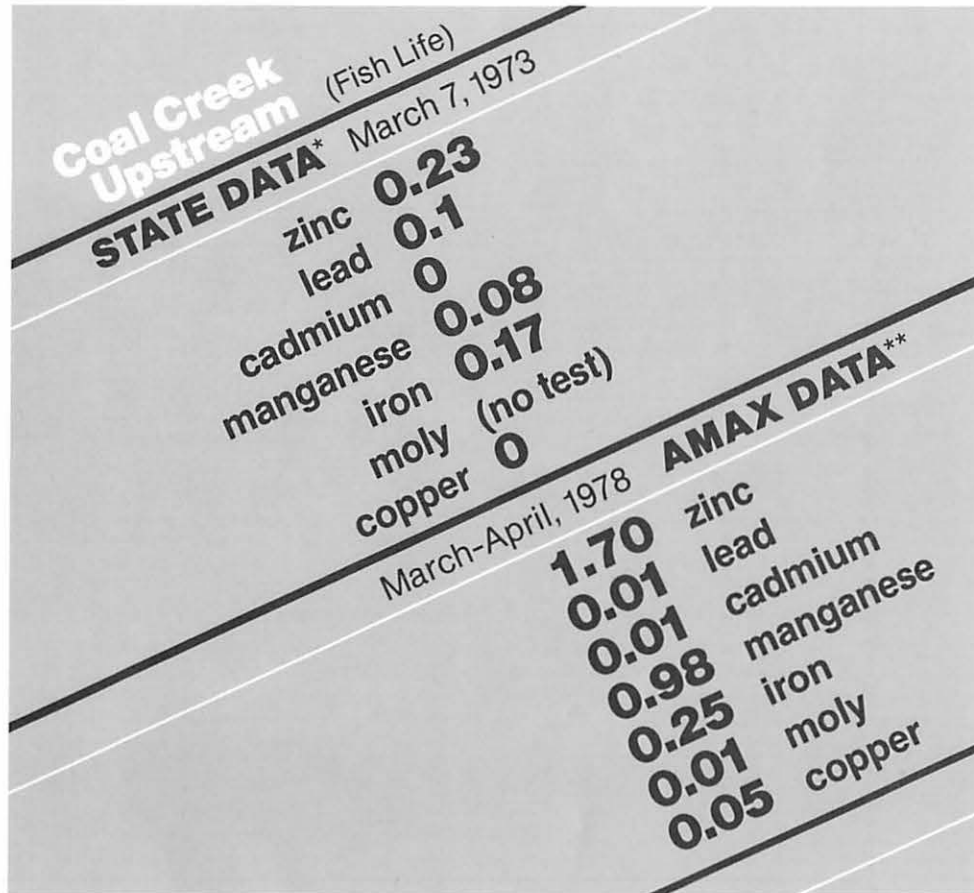 Coal Creek
Upstream (Fish Life)
STATE DATA* March 7, 1973
zinc 0.23
lead 0.1
cadmium 0
manganese 0.08
iron 0.17
moly (no test)
copper 0
March-April, 1978 AMAX DATA**
1.70 zinc
0.01 lead
0.01 cadmium
0.98 manganese
0.25 iron
0.01 moly
0.05 copper